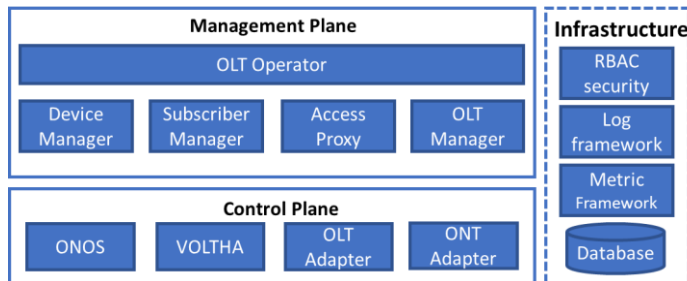 Management Plane
OLT Operator
Device
Manager
Subscriber
Manager
Access
Proxy
OLT
Manager
Control Plane
ONOS
VOLTHA
OLT
Adapter
ONT
Adapter
Infrastructure
RBAC
security
Log
framework
Metric
Framework
Database